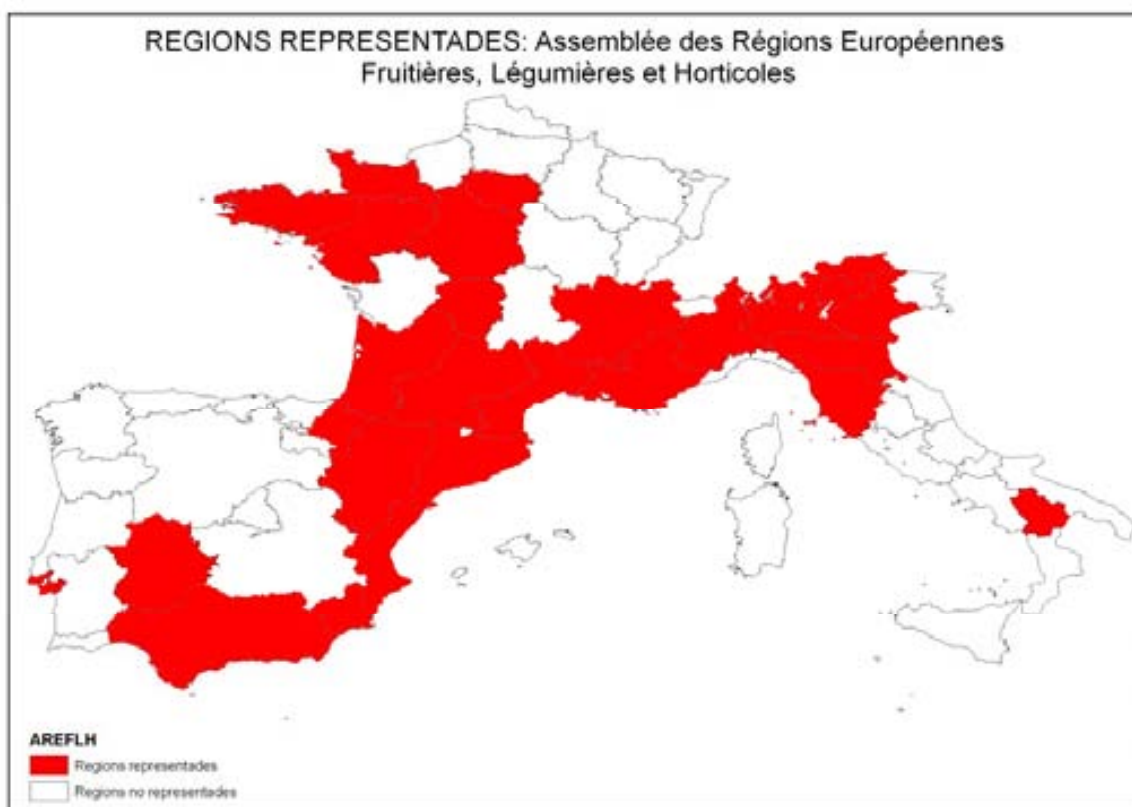 REGIONS REPRESENTADES: Assemblée des Régions Européennes
Fruitières, Légumières et Horticoles
AREFLH
Regions representades
Regions no representades